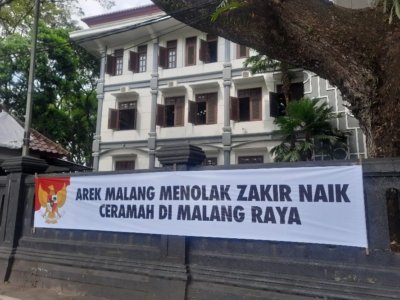 AREK MALANG MENOLAK ZAKIR NAIK
CERAMAH DI MALANG RAYA